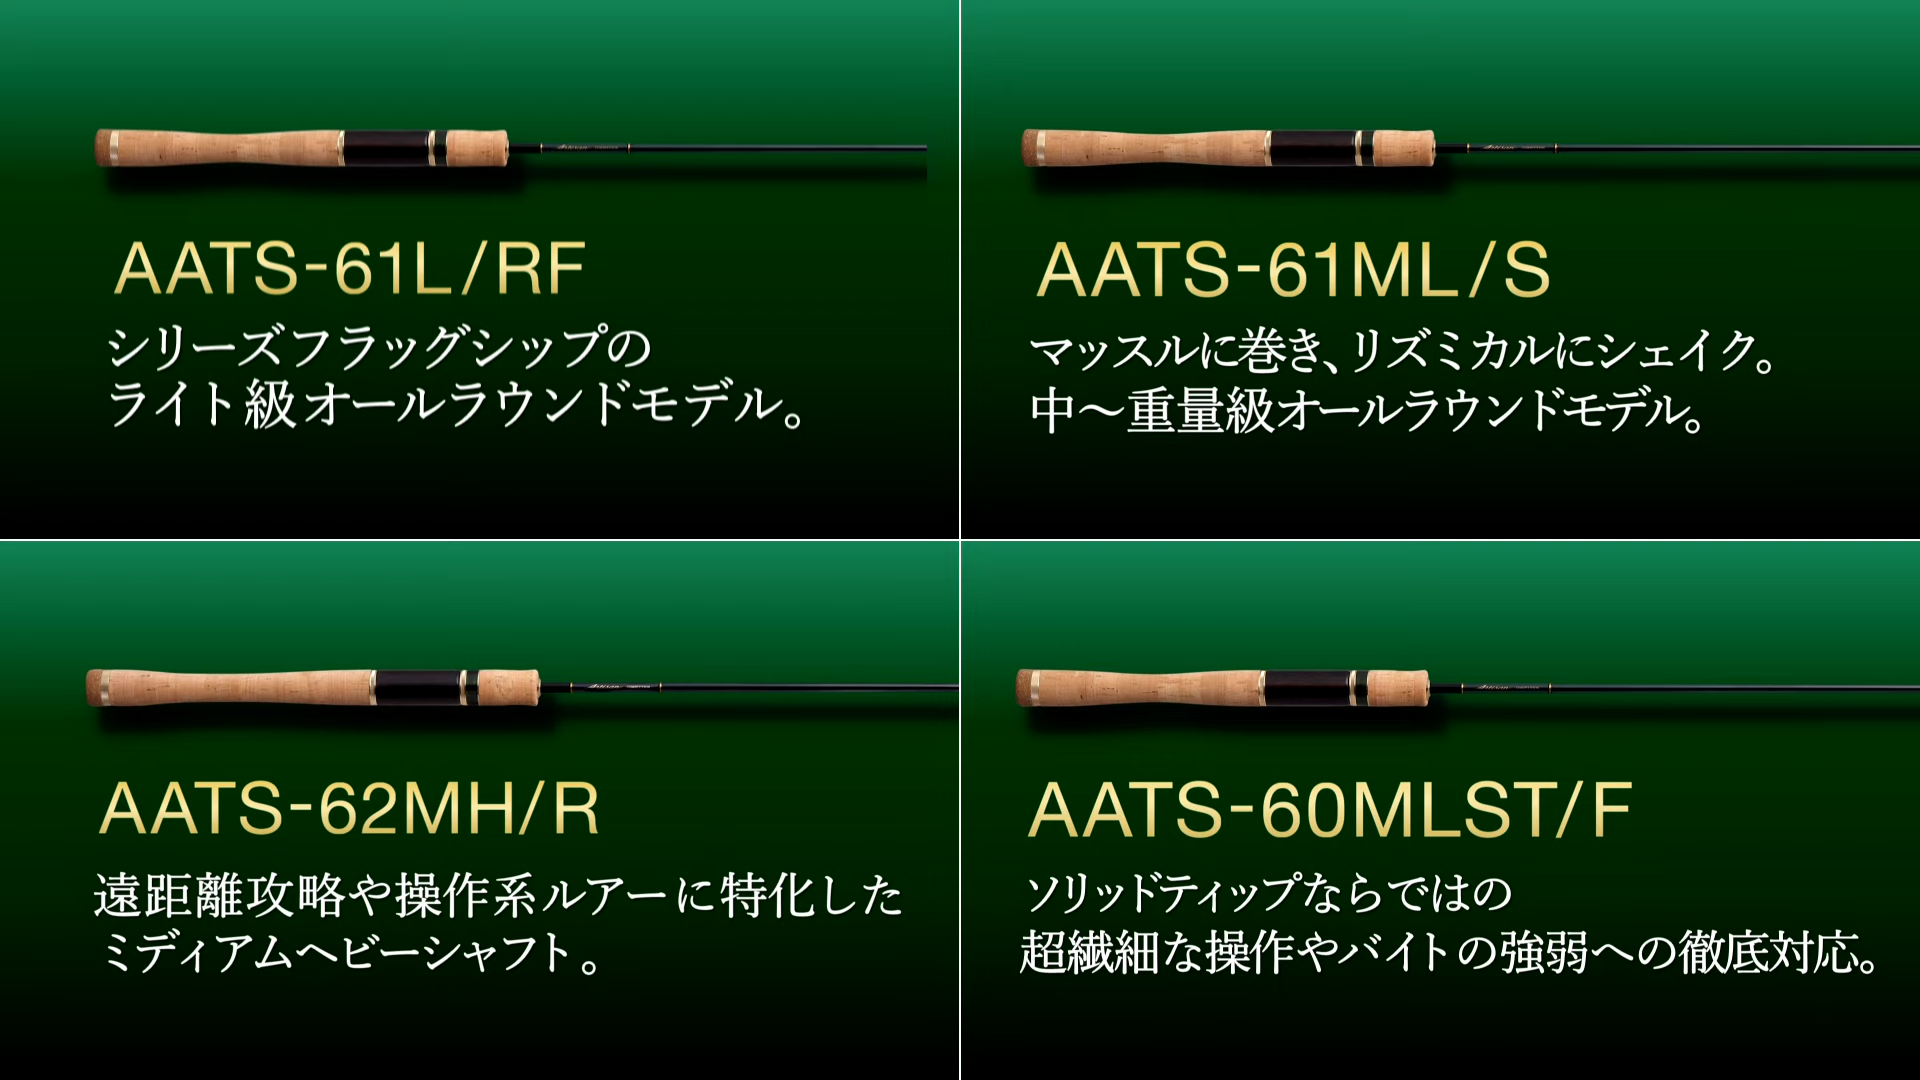 AATS-61L/RF
シリーズフラッグシップの
ライト級オールラウンドモデル。
AATS-61ML/S
マッスルに巻き、リズミカルにシェイク。
中〜重量級オールラウンドモデル。
AATS-62MH/R
遠距離攻略や操作系ルアーに特化した
ミディアムヘビーシャフト。
AATS-60MLST/F
ソリッドティップならではの
超繊細な操作やバイトの強弱への徹底対応。